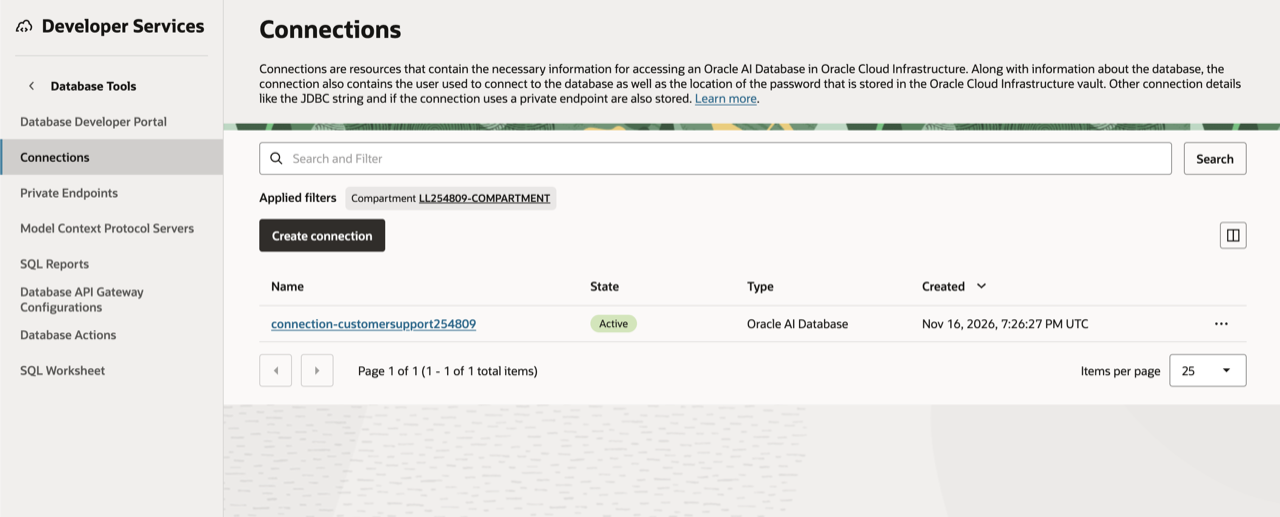 Developer Services
Database Tools
Database Developer Portal
Connections
Private Endpoints
Model Context Protocol Servers
SQL Reports
Database API Gateway
Configurations
Database Actions
SQL Worksheet
Connections
Connections are resources that contain the necessary information for accessing an Oracle AI Database in Oracle Cloud Infrastructure. Along with information about the database, the
connection also contains the user used to connect to the database as well as the location of the password that is stored in the Oracle Cloud Infrastructure vault. Other connection details
like the JDBC string and if the connection uses a private endpoint are also stored. Learn more.
Search and Filter
Search
Applied filters Compartment LL254809-COMPARTMENT
Create connection
Name State Type Created
connection-customersupport254809 Active Oracle AI Database Nov 16, 2026, 7:26:27 PM UTC
Page 1 of 1 (1 - 1 of 1 total items) Items per page 25